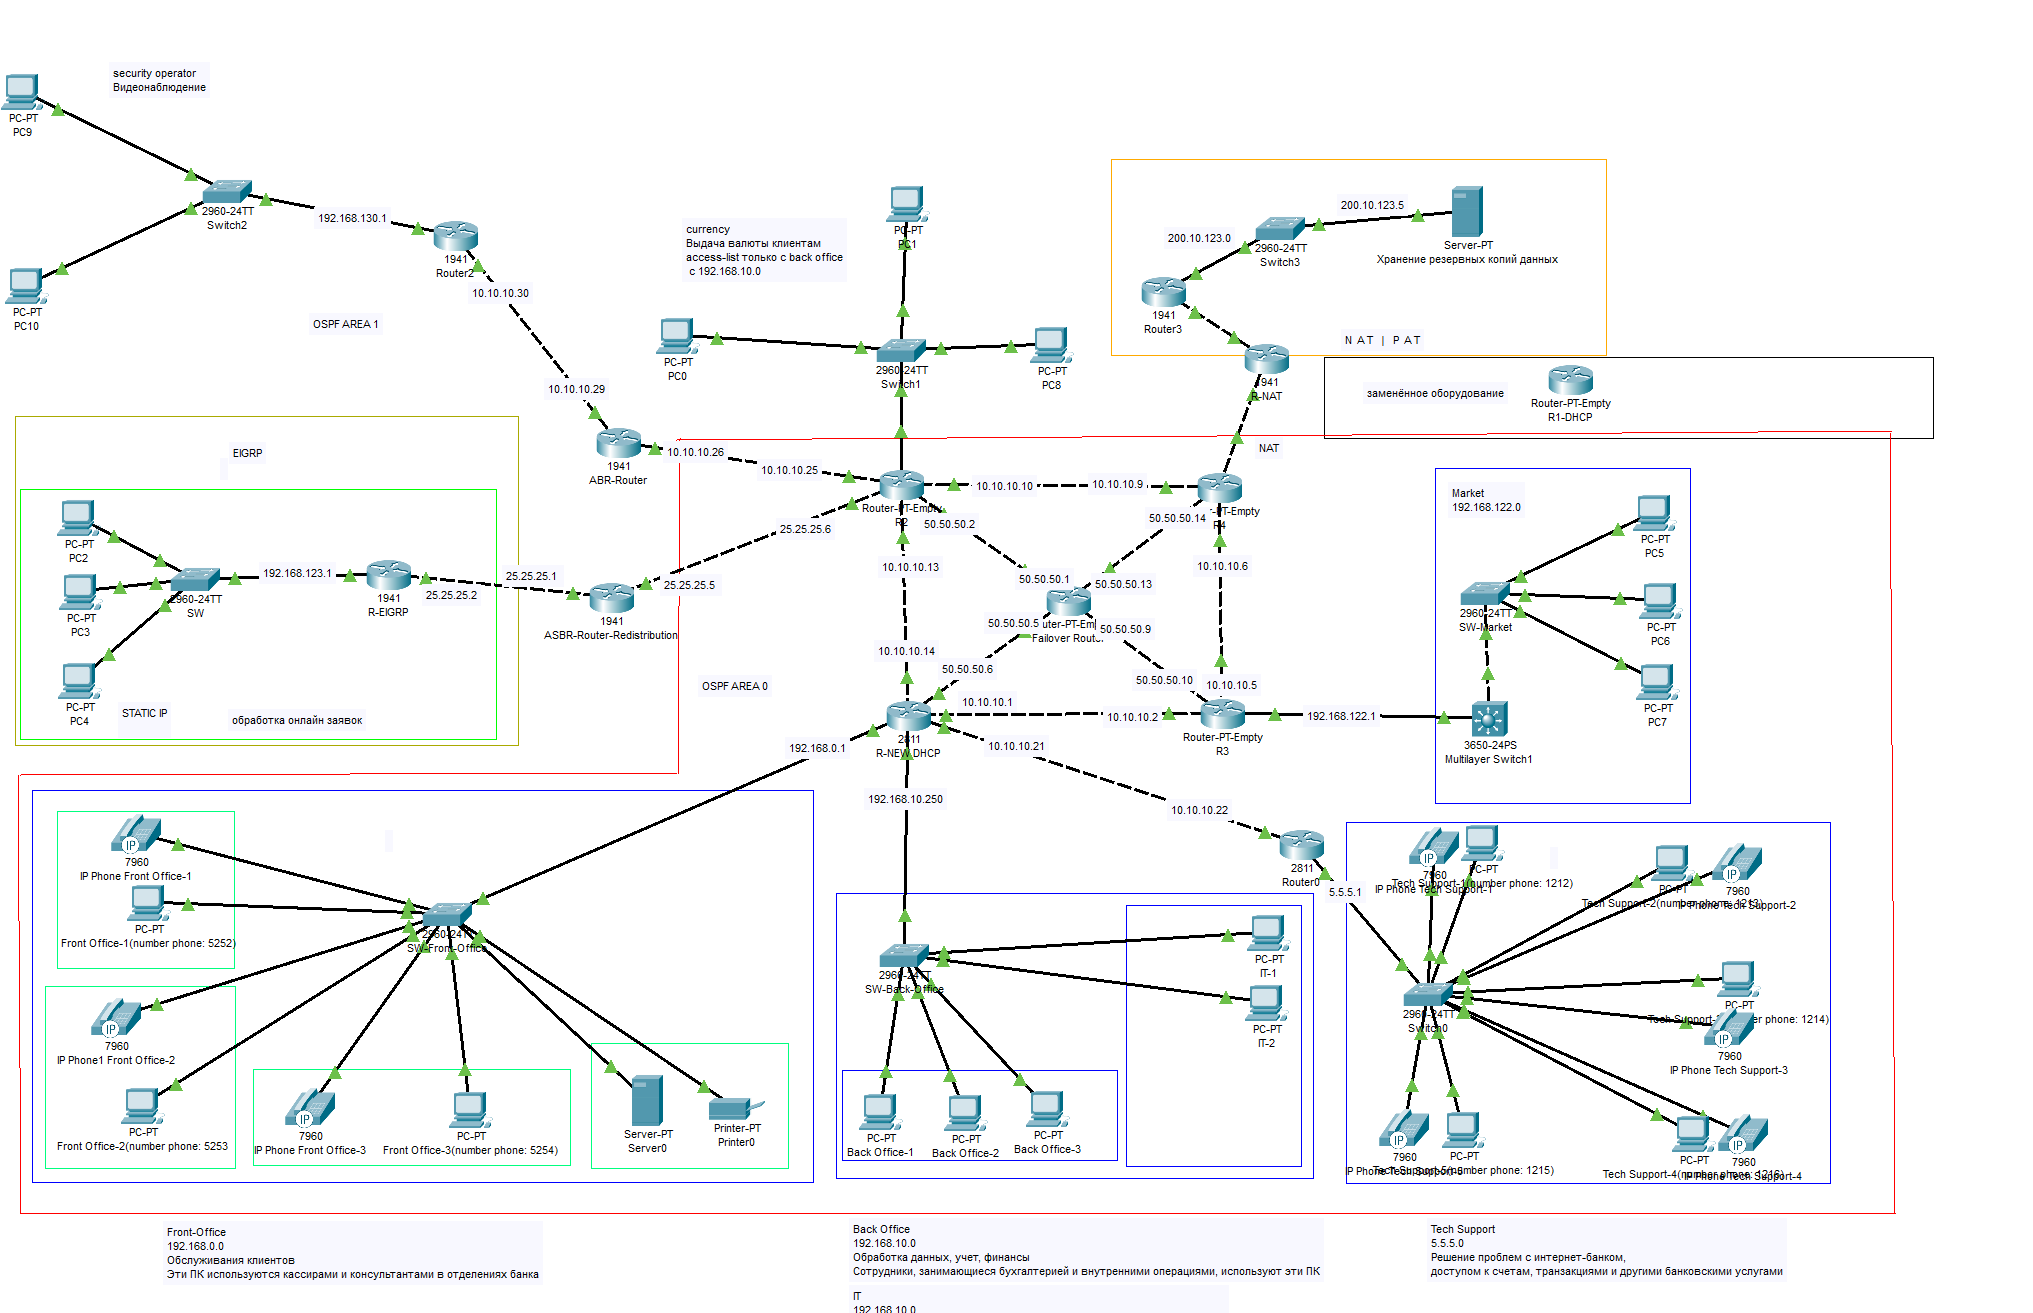 security operator
Видеонаблюдение
PC-PT
PC9
2960-24TT
Switch2
192.168.130.1
1941
Router2
10.10.10.30
PC-PT
PC10
OSPF AREA 1
10.10.10.29
currency
Выдача валюты клиентам
access-list только с back office
с 192.168.10.0
PC-PT
PC1
PC-PT
PC0
2960-24TT
Switch1
PC-PT
PC8
200.10.123.5
200.10.123.0
2960-24TT
Switch3
Server-PT
Хранение резервных копий данных
1941
Router3
N A T | P A T
1941
R-NAT
заменённое оборудование
Router-PT-Empty
R1-DHCP
NAT
1941
ABR-Router
10.10.10.26
10.10.10.25
Router-PT-Empty
R2
10.10.10.10
10.10.10.9
-PT-Empty
R4
50.50.50.2
50.50.50.14
25.25.25.6
10.10.10.13
10.10.10.6
50.50.50.1
50.50.50.13
EIGRP
PC-PT
PC2
PC-PT
PC3
PC-PT
PC4
2960-24TT
SW
192.168.123.1
1941
R-EIGRP
25.25.25.1
25.25.25.2
25.25.25.5
1941
ASBR-Router-Redistribution
STATIC IP
обработка онлайн заявок
OSPF AREA 0
50.50.50.5
50.50.50.9
Failover
10.10.10.14
50.50.50.6
50.50.50.10
10.10.10.5
10.10.10.1
10.10.10.2
Router-PT-Empty
R3
192.168.122.1
2811
R-NEW DHCP
10.10.10.21
192.168.0.1
192.168.10.250
10.10.10.22
2811
Router0
5.5.5.1
Market
192.168.122.0
PC-PT
PC5
2960-24TT
SW-Market
PC-PT
PC6
PC-PT
PC7
3650-24PS
Multilayer Switch1
IP
7960
IP Phone Front Office-1
PC-PT
Front Office-1(number phone: 5252)
2960-24TT
SW-Front-Office
IP
7960
IP Phone1 Front Office-2
PC-PT
Front Office-2(number phone: 5253
IP
7960
IP Phone Front Office-3
PC-PT
Front Office-3(number phone: 5254)
Server-PT
Server0
Printer-PT
Printer0
2960-24TT
SW-Back-Office
PC-PT
IT-1
PC-PT
IT-2
PC-PT
Back Office-1
PC-PT
Back Office-2
PC-PT
Back Office-3
IP
7960
IP Phone Tech Support-1
PC-PT
Tech Support-1(number phone: 1212)
PC-PT
Tech Support-2(number phone:
IP
7960
IP Phone Tech Support-2
PC-PT
phone: 1214)
IP
7960
IP Phone Tech Support-3
2960-24TT
Switch0
IP
7960
PC-PT
Tech Support-5(number phone: 1215)
PC-PT
Tech Support-4(number phone: 1216)
IP
7960
IP Phone Tech Support-4
Front-Office
192.168.0.0
Обслуживания клиентов
Эти ПК используются кассирами и консультантами в отделениях банка
Back Office
192.168.10.0
Обработка данных, учет, финансы
Сотрудники, занимающиеся бухгалтерией и внутренними операциями, используют эти ПК
IT
192.168.10.0
Tech Support
5.5.5.0
Решение проблем с интернет-банком,
доступом к счетам, транзакциями и другими банковскими услугами